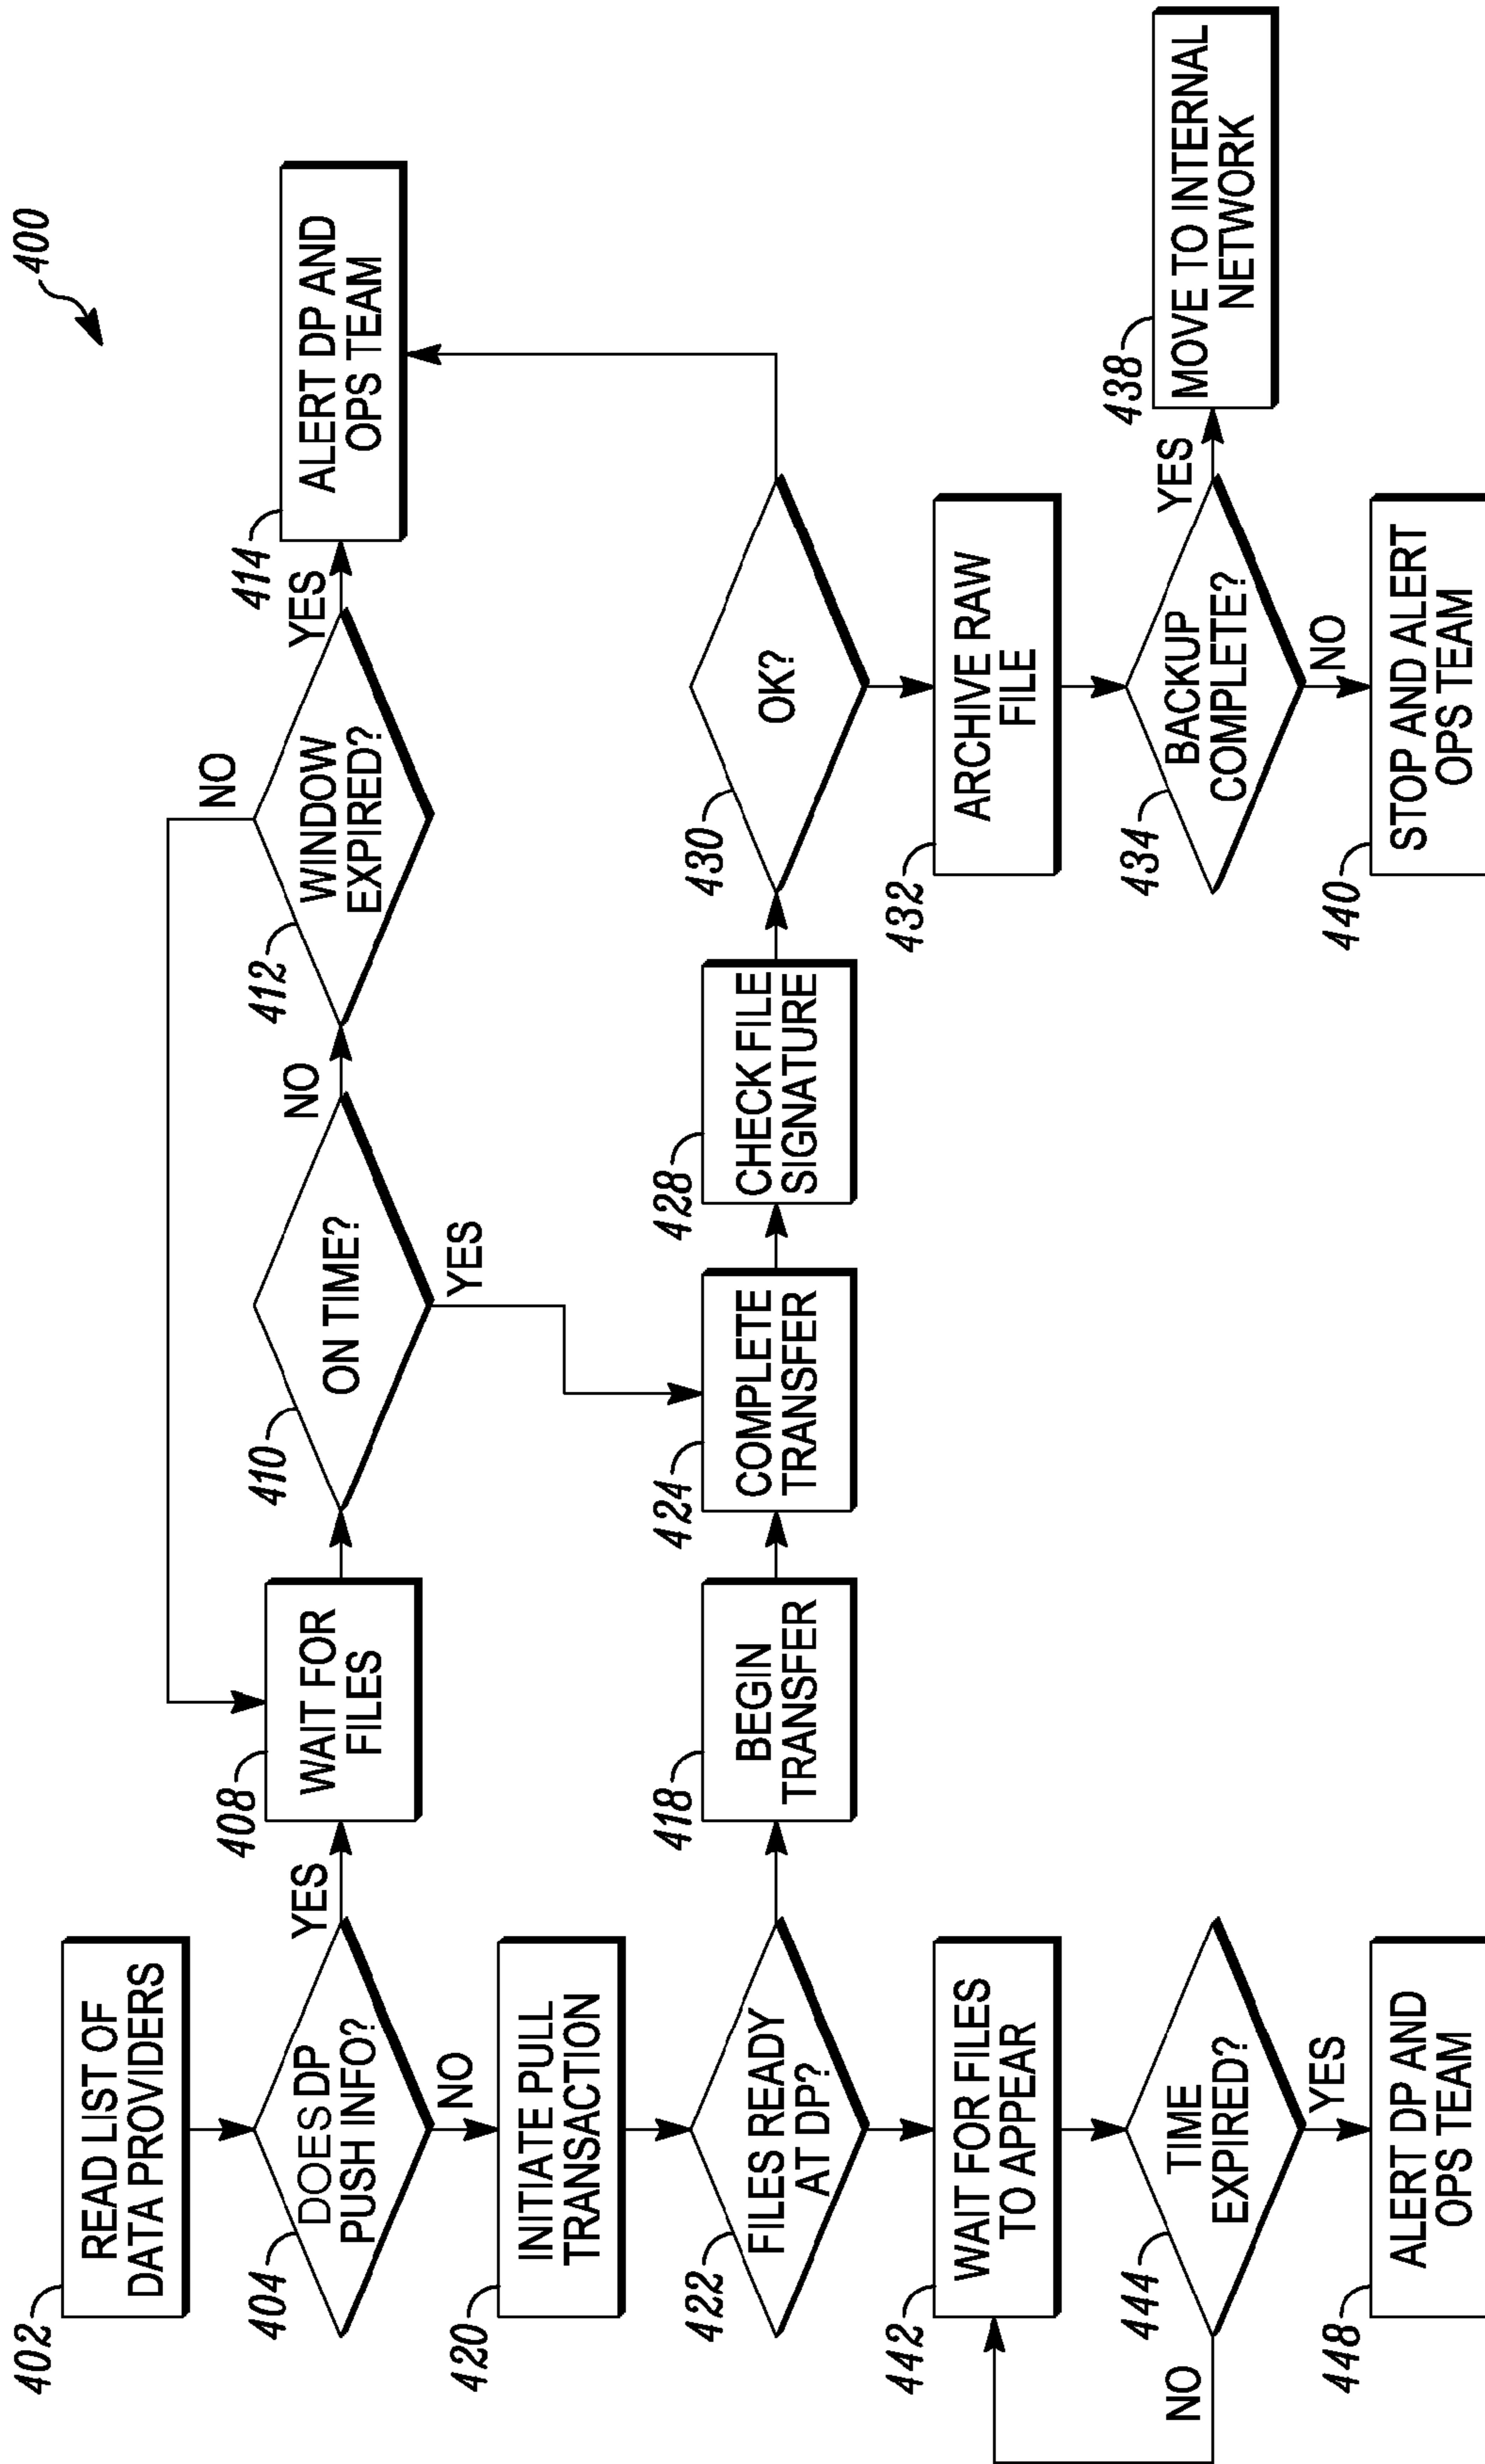 400
402
READ LIST OF
DATA PROVIDERS
404
DOES DP
PUSH INFO?
YES
NO
408
WAIT FOR
FILES
410
ON TIME?
NO
YES
412
WINDOW
EXPIRED?
NO
YES
414
ALERT DP AND
OPS TEAM
420
INITIATE PULL
TRANSACTION
422
FILES READY
AT DP?
418
BEGIN
TRANSFER
424
COMPLETE
TRANSFER
428
CHECK FILE
SIGNATURE
430
OK?
442
WAIT FOR FILES
TO APPEAR
432
ARCHIVE RAW
FILE
444
TIME
EXPIRED?
NO
YES
434
BACKUP
COMPLETE?
YES
NO
438
MOVE TO INTERNAL
NETWORK
448
ALERT DP AND
OPS TEAM
440
STOP AND ALERT
OPS TEAM